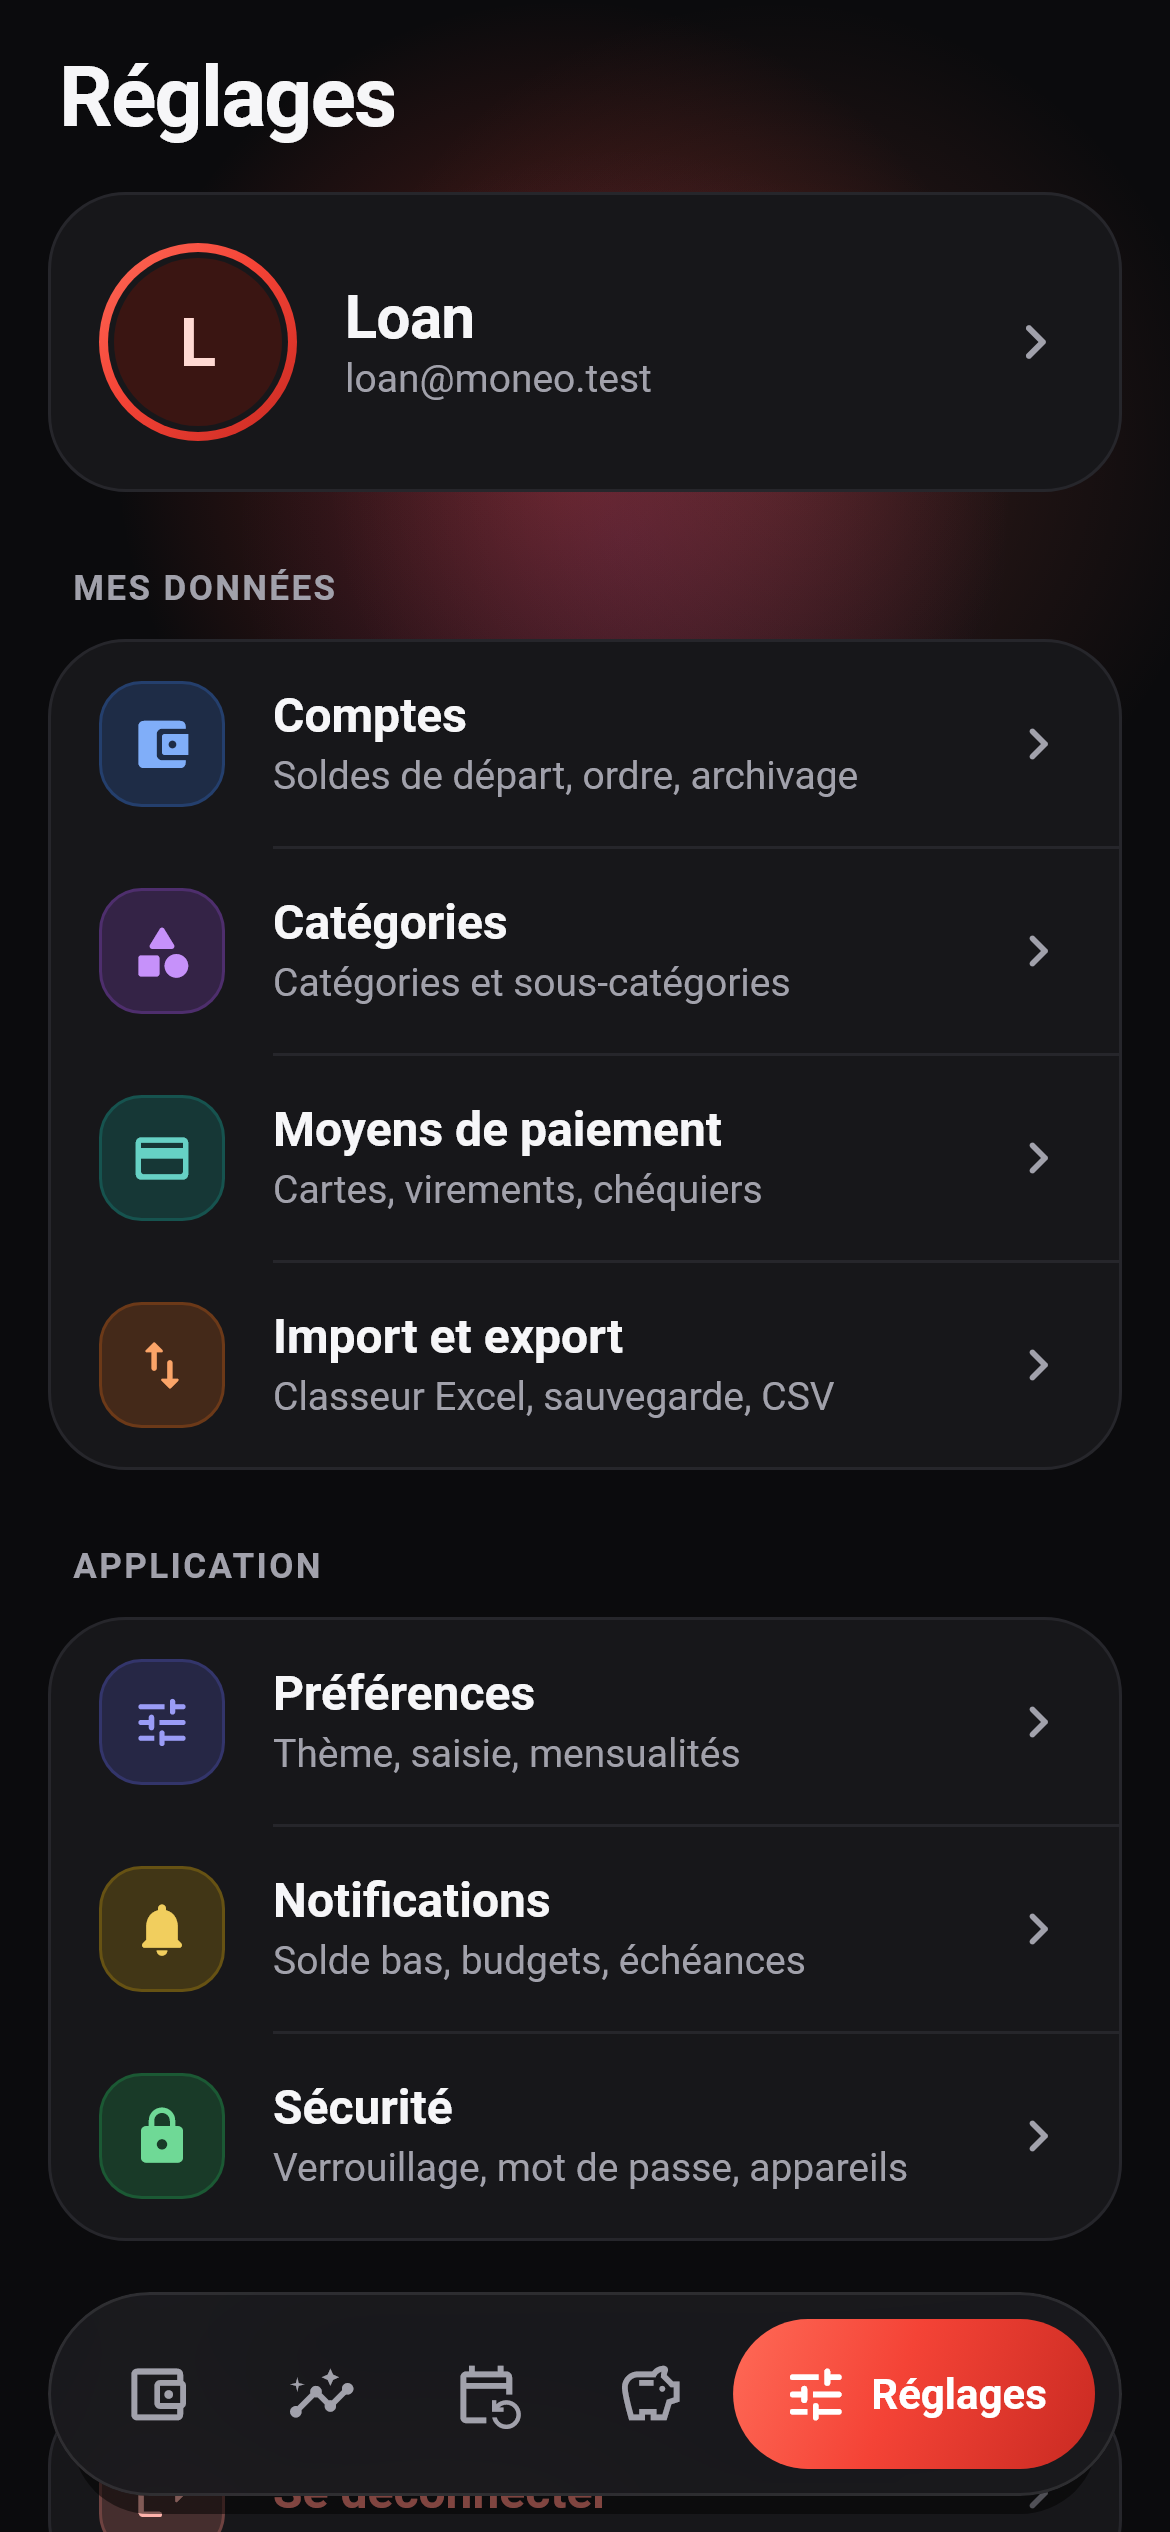 Réglages
L
Loan
loan@moneo.test
MES DONNÉES
Comptes
Soldes de départ, ordre, archivage
Catégories
Catégories et sous-catégories
Moyens de paiement
Cartes, virements, chéquiers
Import et export
Classeur Excel, sauvegarde, CSV
APPLICATION
Préférences
Thème, saisie, mensualités
Notifications
Solde bas, budgets, échéances
Sécurité
Verrouillage, mot de passe, appareils
Réglages
Se déconnecter